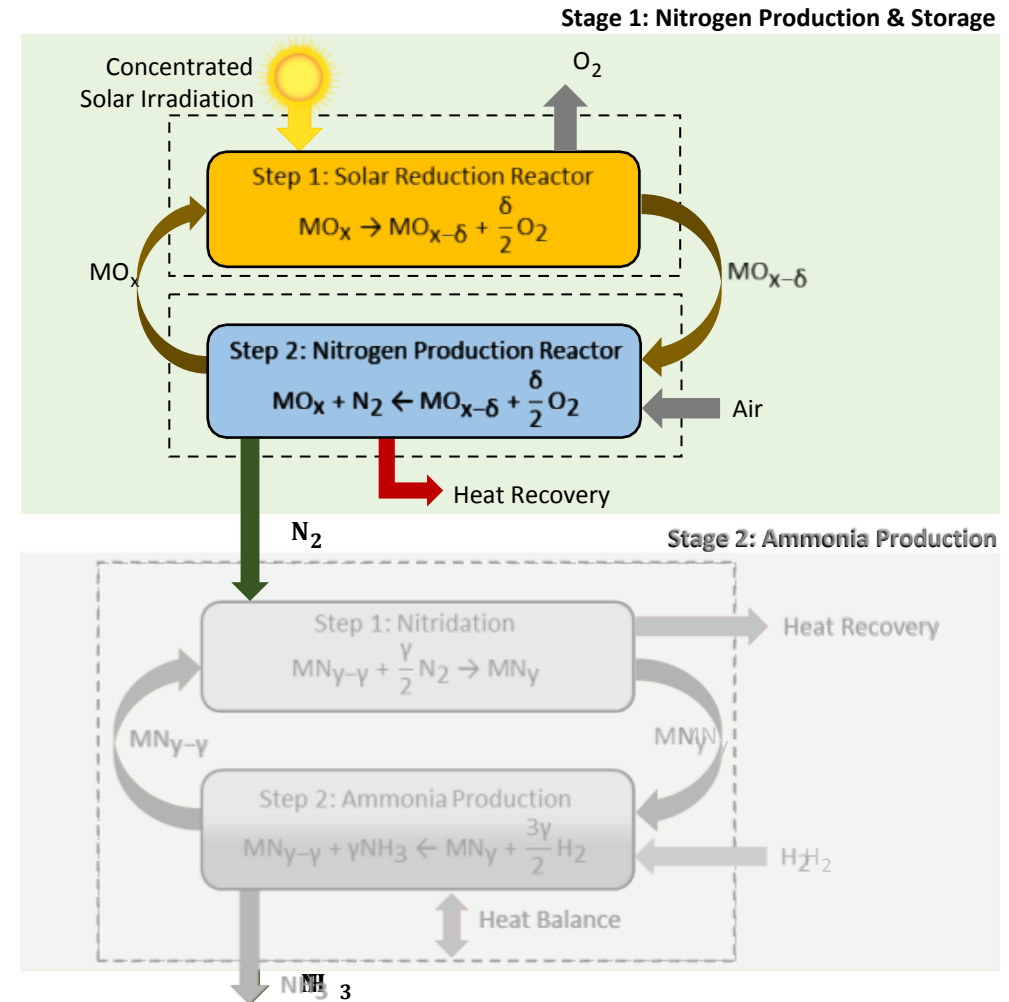 Stage 1: Nitrogen Production & Storage
Concentrated
Solar Irradiation
O₂
Step 1: Solar Reduction Reactor
MOₓ → MOₓ₋δ + δ/2 O₂
MOₓ
MOₓ₋δ
Step 2: Nitrogen Production Reactor
MOₓ + N₂ ← MOₓ₋δ + δ/2 O₂
Air
Heat Recovery
N₂
Stage 2: Ammonia Production
Step 1: Nitridation
MNy₋γ + γ/2 N₂ → MNy
Heat Recovery
MNy₋γ
MNy
Step 2: Ammonia Production
MNy₋γ + γNH₃ ← MNy + 3γ/2 H₂
H₂
Heat Balance
NH₃